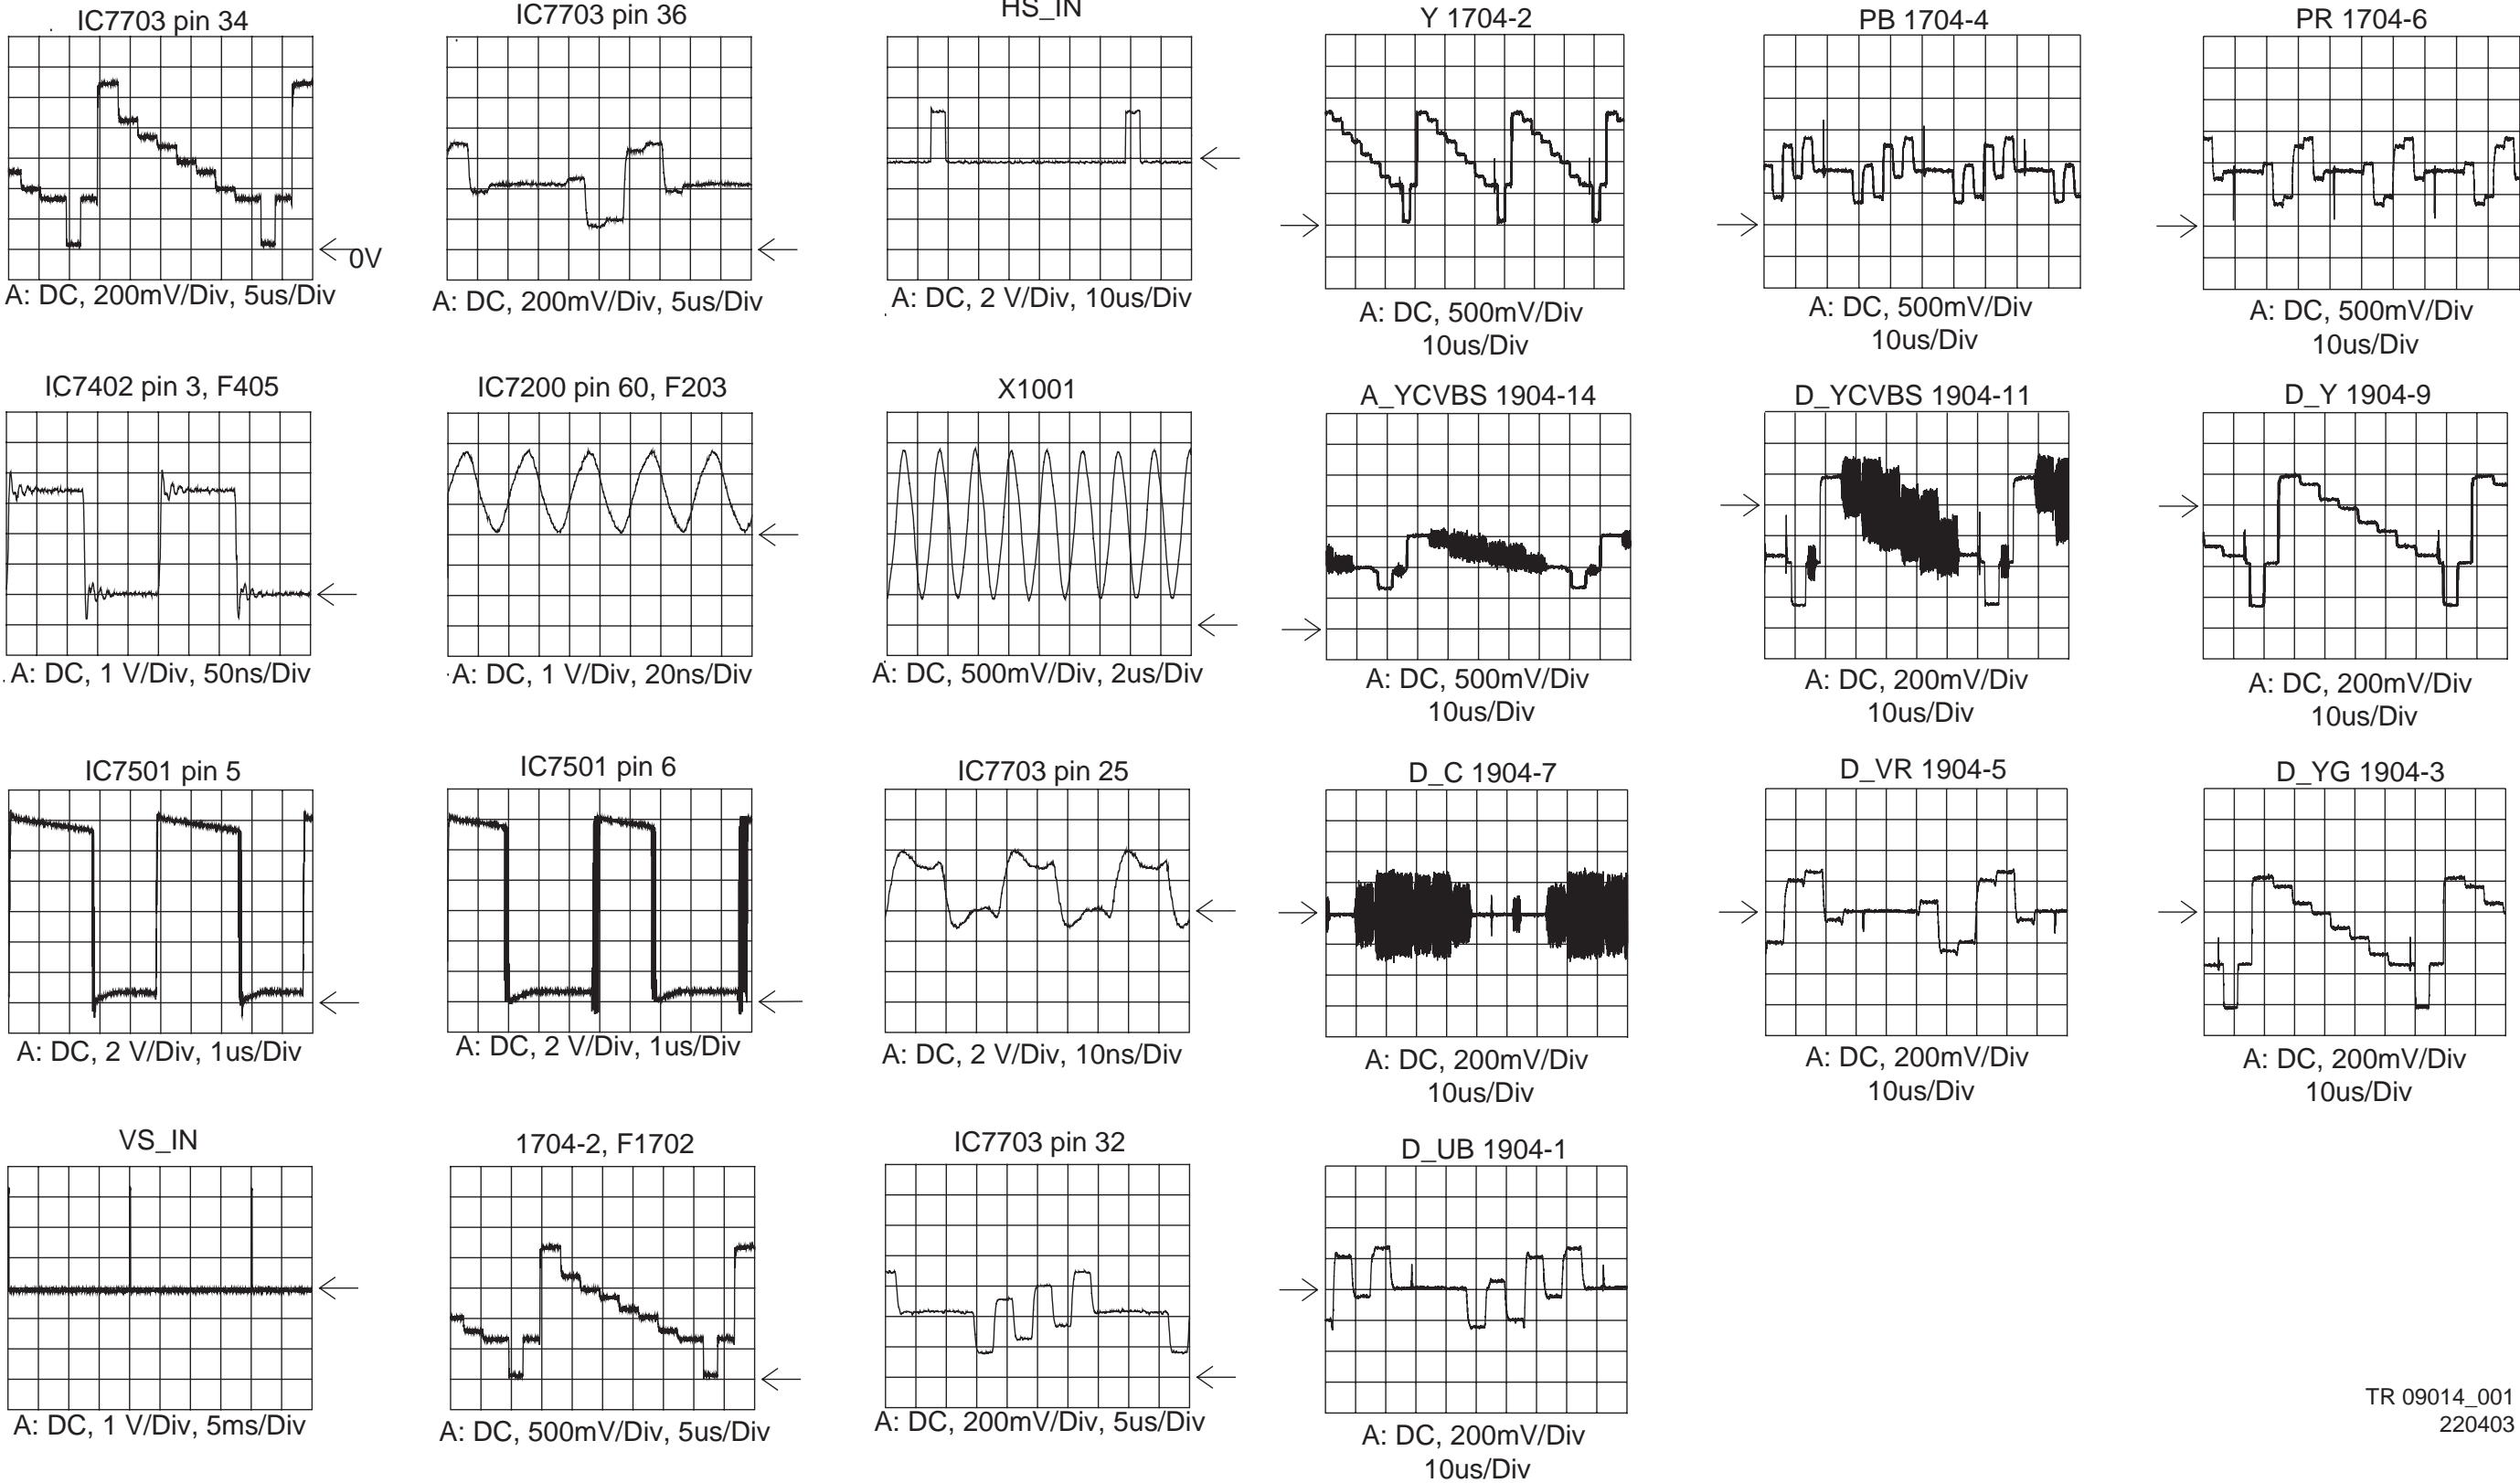 IC7703 pin 34
0V
A: DC, 200mV/Div, 5us/Div
IC7703 pin 36
A: DC, 200mV/Div, 5us/Div
HS_IN
A: DC, 2 V/Div, 10us/Div
Y 1704-2
A: DC, 500mV/Div
10us/Div
PB 1704-4
A: DC, 500mV/Div
10us/Div
PR 1704-6
A: DC, 500mV/Div
10us/Div
IC7402 pin 3, F405
A: DC, 1 V/Div, 50ns/Div
IC7200 pin 60, F203
A: DC, 1 V/Div, 20ns/Div
X1001
A: DC, 500mV/Div, 2us/Div
A_YCVBS 1904-14
A: DC, 500mV/Div
10us/Div
D_YCVBS 1904-11
A: DC, 200mV/Div
10us/Div
D_Y 1904-9
A: DC, 200mV/Div
10us/Div
IC7501 pin 5
A: DC, 2 V/Div, 1us/Div
IC7501 pin 6
A: DC, 2 V/Div, 1us/Div
IC7703 pin 25
A: DC, 2 V/Div, 10ns/Div
D_C 1904-7
A: DC, 200mV/Div
10us/Div
D_VR 1904-5
A: DC, 200mV/Div
10us/Div
D_YG 1904-3
A: DC, 200mV/Div
10us/Div
VS_IN
A: DC, 1 V/Div, 5ms/Div
1704-2, F1702
A: DC, 500mV/Div, 5us/Div
IC7703 pin 32
A: DC, 200mV/Div, 5us/Div
D_UB 1904-1
A: DC, 200mV/Div
10us/Div
TR 09014_001
220403